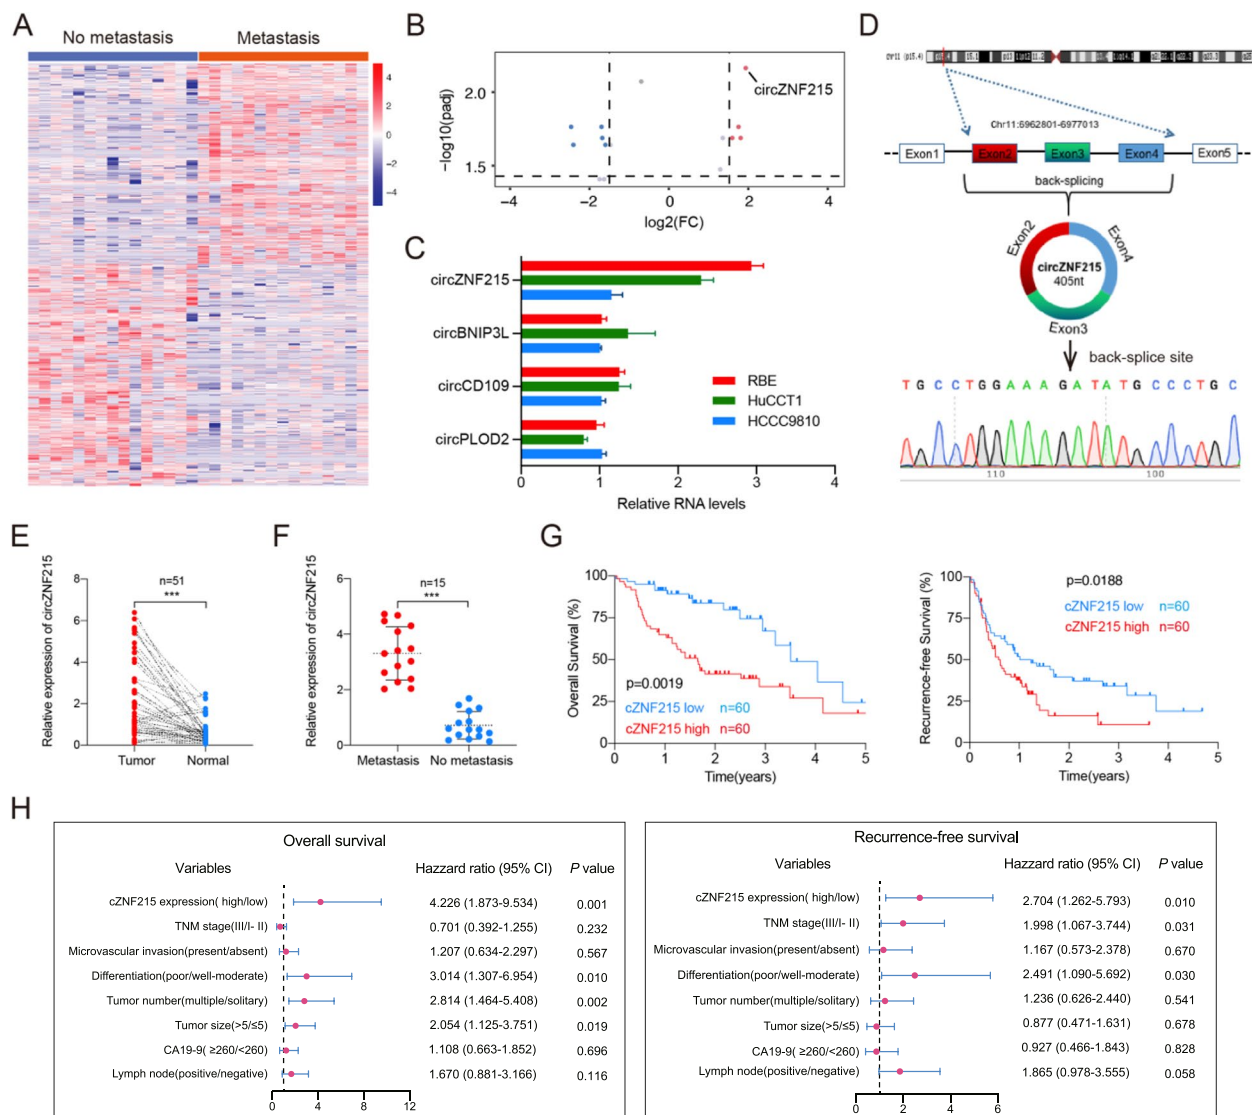 A
No metastasis
Metastasis
4
2
0
−2
−4
B
−log10(padj)
2.0
1.5
circZNF215
−4
−2
0
2
4
log2(FC)
C
circZNF215
circBNIP3L
circCD109
circPLOD2
RBE
HuCCT1
HCCC9810
0
1
2
3
4
Relative RNA levels
D
chr11 (p15.4)
Chr11:6962801-6977013
Exon1
Exon2
Exon3
Exon4
Exon5
back-splicing
Exon2
Exon4
circZNF215
405nt
Exon3
back-splice site
T G C C T G G A A A G A T A T G C C C T G C
110
100
E
Relative expression of circZNF215
8
6
4
2
0
n=51
***
Tumor
Normal
F
Relative expression of circZNF215
6
4
2
0
n=15
***
Metastasis
No metastasis
G
Overall Survival (%)
100
75
50
25
0
p=0.0019
cZNF215 low n=60
cZNF215 high n=60
0
1
2
3
4
5
Time(years)
Recurrence-free Survival (%)
100
75
50
25
0
p=0.0188
cZNF215 low n=60
cZNF215 high n=60
0
1
2
3
4
5
Time(years)
H
Overall survival
Variables Hazzard ratio (95% CI) P value
cZNF215 expression( high/low) 4.226 (1.873-9.534) 0.001
TNM stage(III/I- II) 0.701 (0.392-1.255) 0.232
Microvascular invasion(present/absent) 1.207 (0.634-2.297) 0.567
Differentiation(poor/well-moderate) 3.014 (1.307-6.954) 0.010
Tumor number(multiple/solitary) 2.814 (1.464-5.408) 0.002
Tumor size(>5/≤5) 2.054 (1.125-3.751) 0.019
CA19-9( ≥260/<260) 1.108 (0.663-1.852) 0.696
Lymph node(positive/negative) 1.670 (0.881-3.166) 0.116
0
4
8
12
Recurrence-free survival
Variables Hazzard ratio (95% CI) P value
cZNF215 expression( high/low) 2.704 (1.262-5.793) 0.010
TNM stage(III/I- II) 1.998 (1.067-3.744) 0.031
Microvascular invasion(present/absent) 1.167 (0.573-2.378) 0.670
Differentiation(poor/well-moderate) 2.491 (1.090-5.692) 0.030
Tumor number(multiple/solitary) 1.236 (0.626-2.440) 0.541
Tumor size(>5/≤5) 0.877 (0.471-1.631) 0.678
CA19-9( ≥260/<260) 0.927 (0.466-1.843) 0.828
Lymph node(positive/negative) 1.865 (0.978-3.555) 0.058
0
2
4
6